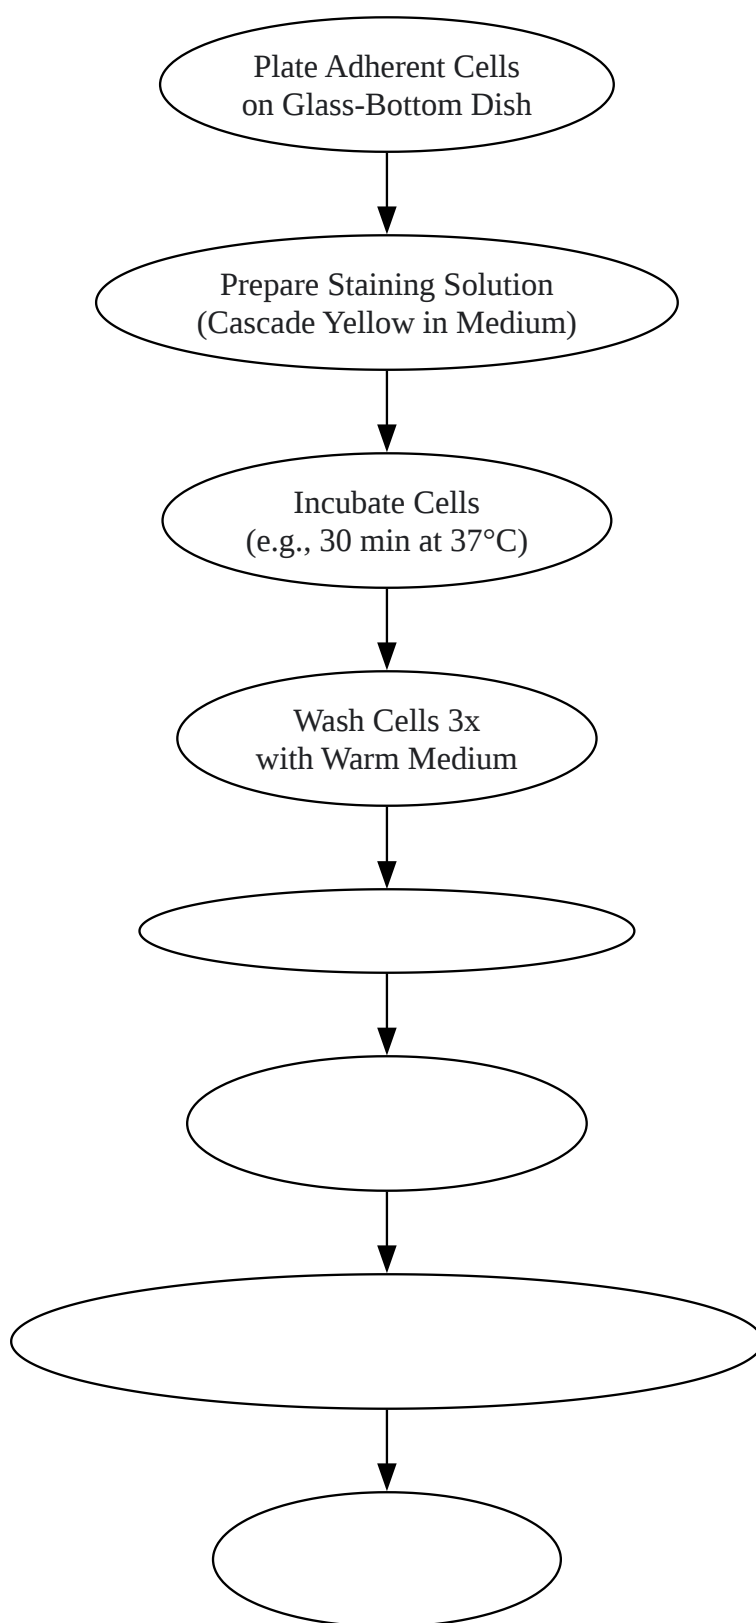 Plate Adherent Cells
on Glass-Bottom Dish
Prepare Staining Solution
(Cascade Yellow in Medium)
Incubate Cells
(e.g., 30 min at 37°C)
Wash Cells 3x
with Warm Medium